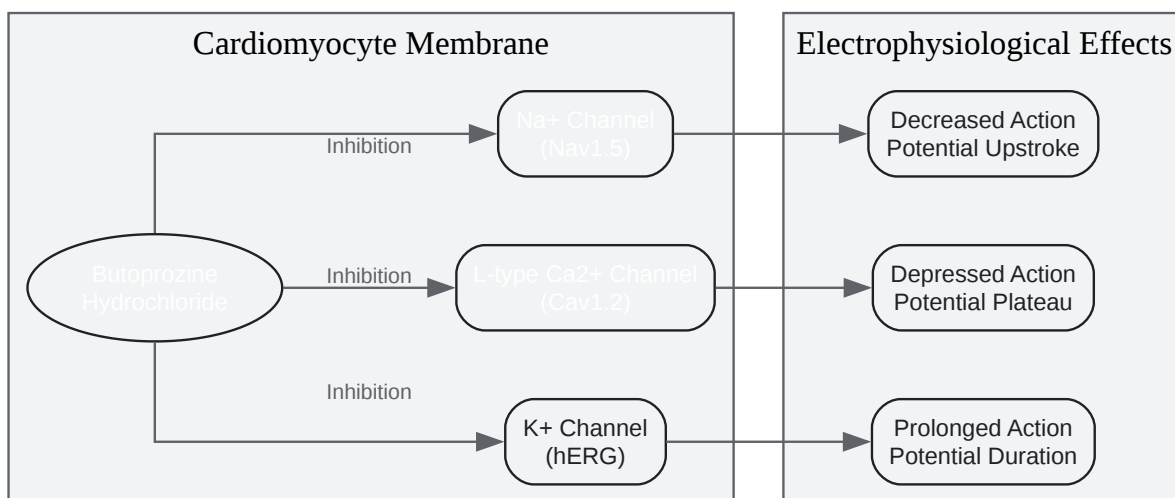 Cardiomyocyte Membrane
Electrophysiological Effects
Inhibition
Na+ Channel
(Nav1.5)
Decreased Action
Potential Upstroke
Butoprozine
Hydrochloride
Inhibition
L-type Ca2+ Channel
(Cav1.2)
Depressed Action
Potential Plateau
Inhibition
K+ Channel
(hERG)
Prolonged Action
Potential Duration